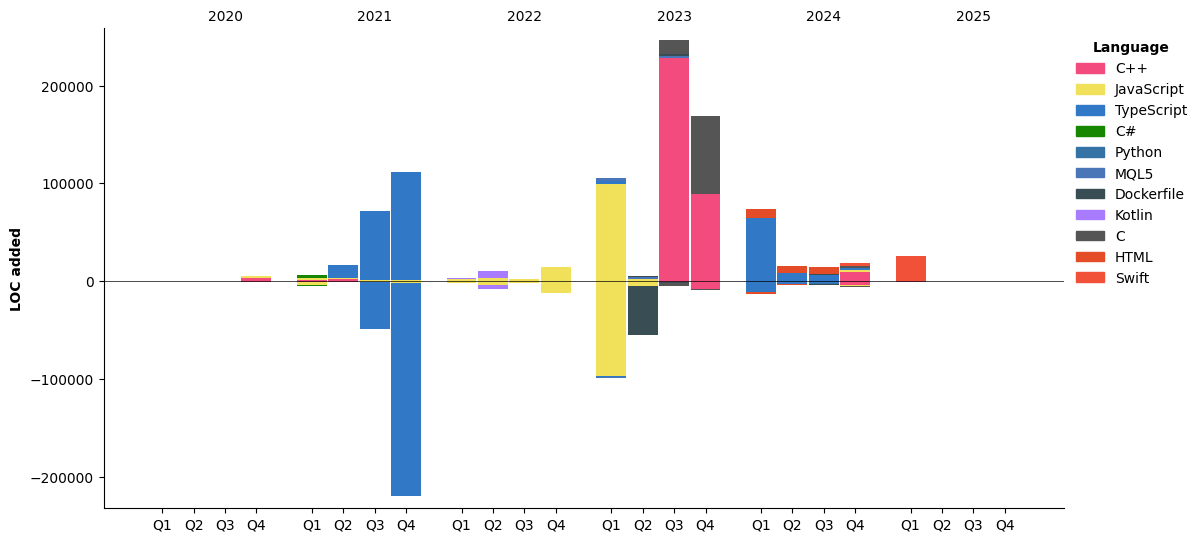 2020 2021 2022 2023 2024 2025
LOC added
200000
100000
0
−100000
−200000
Q1 Q2 Q3 Q4 Q1 Q2 Q3 Q4 Q1 Q2 Q3 Q4 Q1 Q2 Q3 Q4 Q1 Q2 Q3 Q4 Q1 Q2 Q3 Q4
Language
C++
JavaScript
TypeScript
C#
Python
MQL5
Dockerfile
Kotlin
C
HTML
Swift